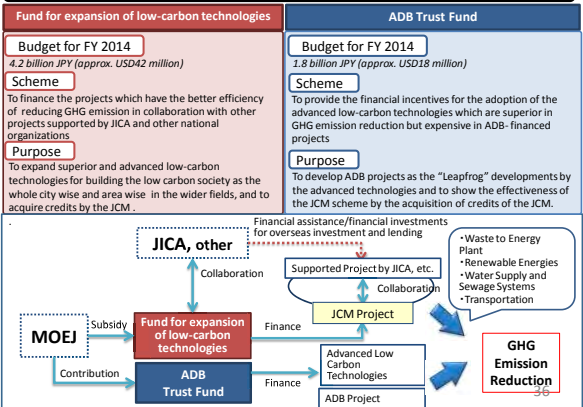 Fund for expansion of low-carbon technologies
Budget for FY 2014
4.2 billion JPY (approx. USD42 million)
Scheme
To finance the projects which have the better efficiency
of reducing GHG emission in collaboration with other
projects supported by JICA and other national
organizations
Purpose
To expand superior and advanced low-carbon
technologies for building the low carbon society as the
whole city wise and area wise in the wider fields, and to
acquire credits by the JCM .
ADB Trust Fund
Budget for FY 2014
1.8 billion JPY (approx. USD18 million)
Scheme
To provide the financial incentives for the adoption of the
advanced low-carbon technologies which are superior in
GHG emission reduction but expensive in ADB- financed
projects
Purpose
To develop ADB projects as the “Leapfrog” developments by
the advanced technologies and to show the effectiveness of
the JCM scheme by the acquisition of credits of the JCM.
.
Financial assistance/financial investments
for overseas investment and lending
JICA, other
Collaboration
Supported Project by JICA, etc.
Collaboration
JCM Project
・Waste to Energy
Plant
・Renewable Energies
・Water Supply and
Sewage Systems
・Transportation
MOEJ
Subsidy
Fund for expansion
of low-carbon
technologies
Finance
Contribution
ADB
Trust Fund
Finance
Advanced Low
Carbon
Technologies
ADB Project
GHG
Emission
Reduction
36